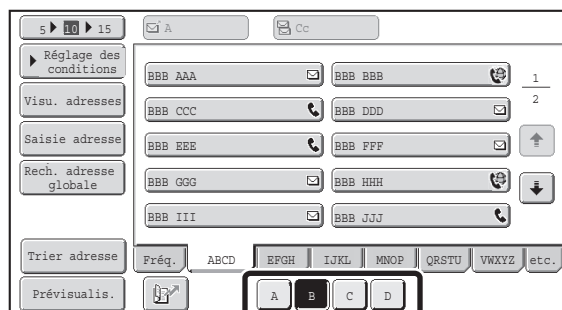 5 10 15
A
Cc
Réglage des
conditions
Visu. adresses
Saisie adresse
Rech. adresse
globale
Trier adresse
Prévisualis.
BBB AAA
BBB BBB
BBB CCC
BBB DDD
BBB EEE
BBB FFF
BBB GGG
BBB HHH
BBB III
BBB JJJ
1
2
Fréq. ABCD EFGH IJKL MNOP QRSTU VWXYZ etc.
A B C D